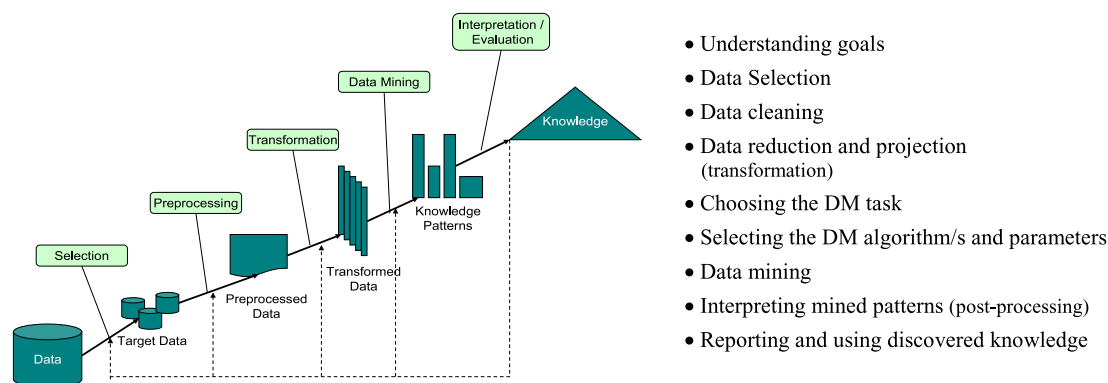 Interpretation /
Evaluation
Data Mining
Knowledge
Transformation
Preprocessing
Knowledge
Patterns
Selection
Transformed
Data
Preprocessed
Data
Target Data
Data
• Understanding goals
• Data Selection
• Data cleaning
• Data reduction and projection
(transformation)
• Choosing the DM task
• Selecting the DM algorithm/s and parameters
• Data mining
• Interpreting mined patterns (post-processing)
• Reporting and using discovered knowledge